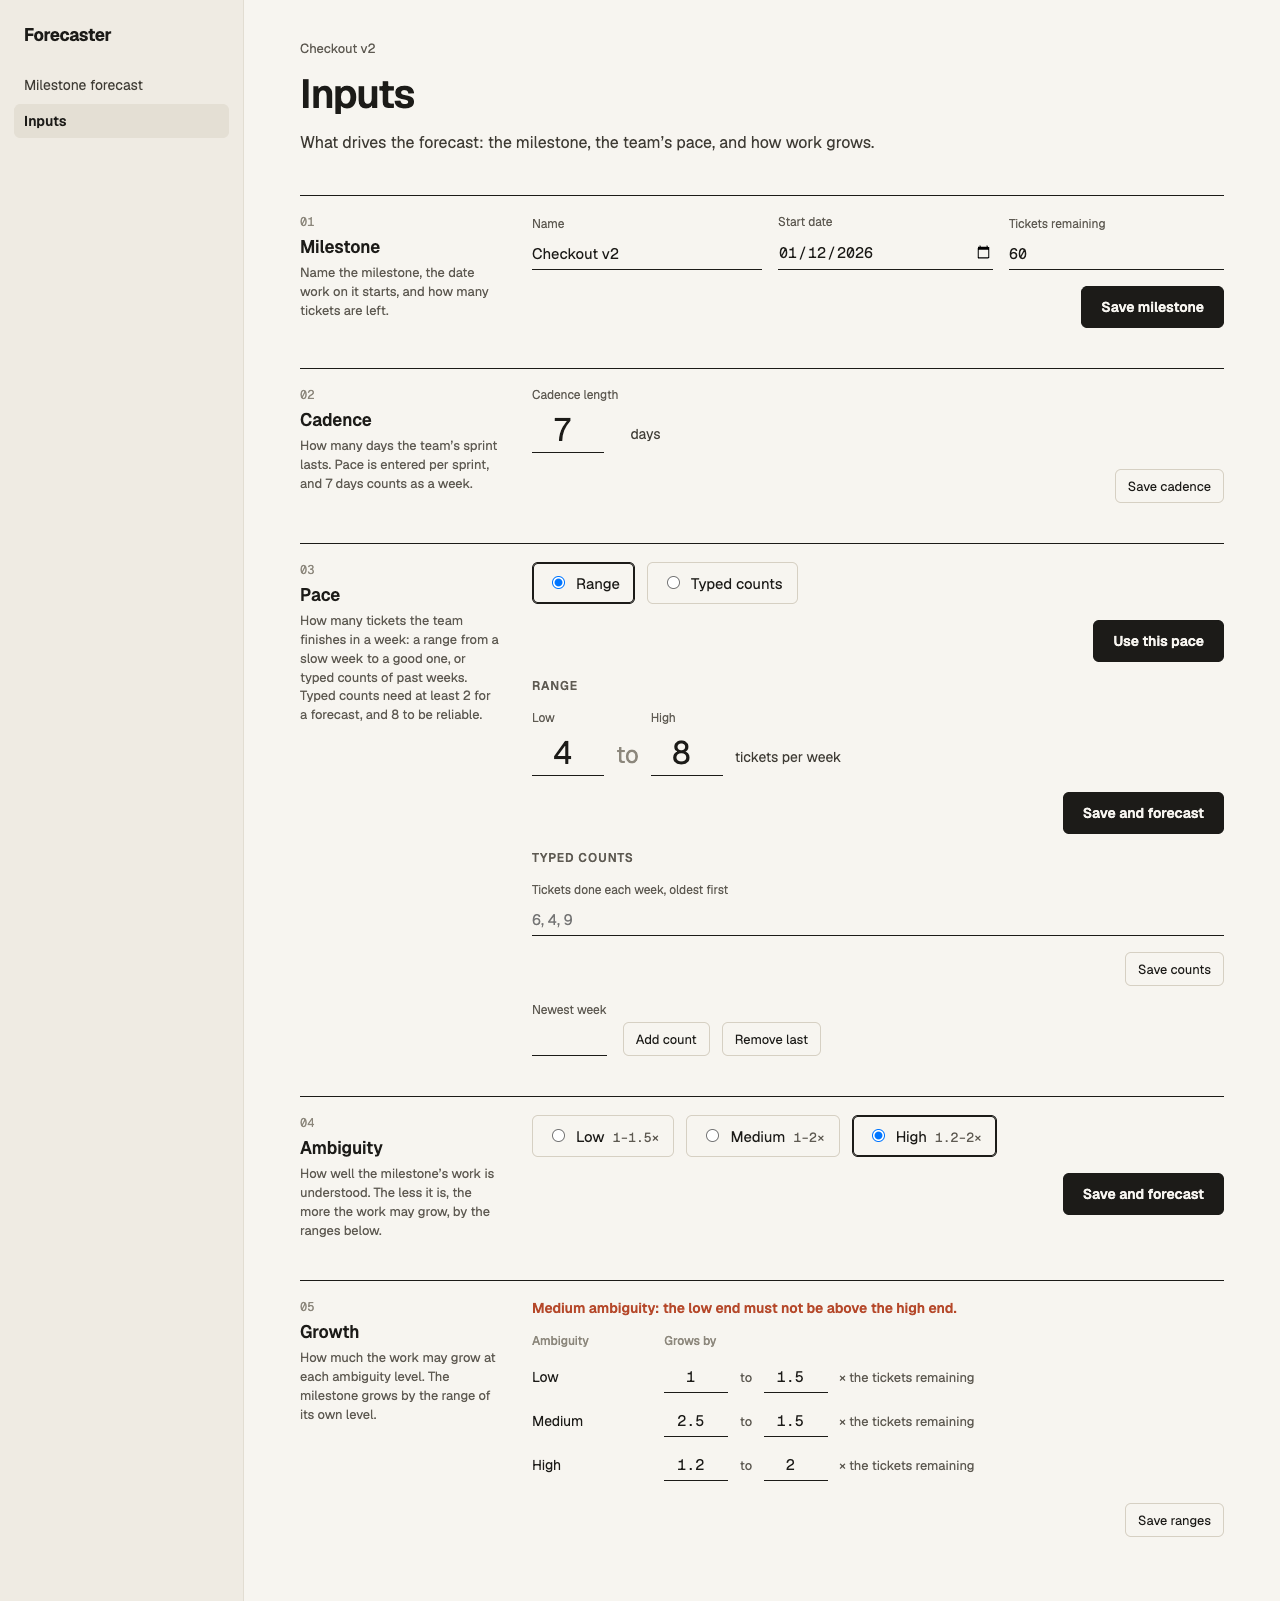 Forecaster
Milestone forecast
Inputs
Checkout v2
Inputs
What drives the forecast: the milestone, the team’s pace, and how work grows.
01
Milestone
Name the milestone, the date
work on it starts, and how many
tickets are left.
Name
Start date
Tickets remaining
Checkout v2
01/12/2026
60
Save milestone
02
Cadence
How many days the team’s sprint
lasts. Pace is entered per sprint,
and 7 days counts as a week.
Cadence length
7 days
Save cadence
03
Pace
How many tickets the team
finishes in a week: a range from a
slow week to a good one, or
typed counts of past weeks.
Typed counts need at least 2 for
a forecast, and 8 to be reliable.
Range
Typed counts
Use this pace
RANGE
Low
High
4 to 8 tickets per week
Save and forecast
TYPED COUNTS
Tickets done each week, oldest first
6, 4, 9
Save counts
Newest week
Add count
Remove last
04
Ambiguity
How well the milestone’s work is
understood. The less it is, the
more the work may grow, by the
ranges below.
Low 1–1.5×
Medium 1–2×
High 1.2–2×
Save and forecast
05
Growth
How much the work may grow at
each ambiguity level. The
milestone grows by the range of
its own level.
Medium ambiguity: the low end must not be above the high end.
Ambiguity
Grows by
Low 1 to 1.5 × the tickets remaining
Medium 2.5 to 1.5 × the tickets remaining
High 1.2 to 2 × the tickets remaining
Save ranges